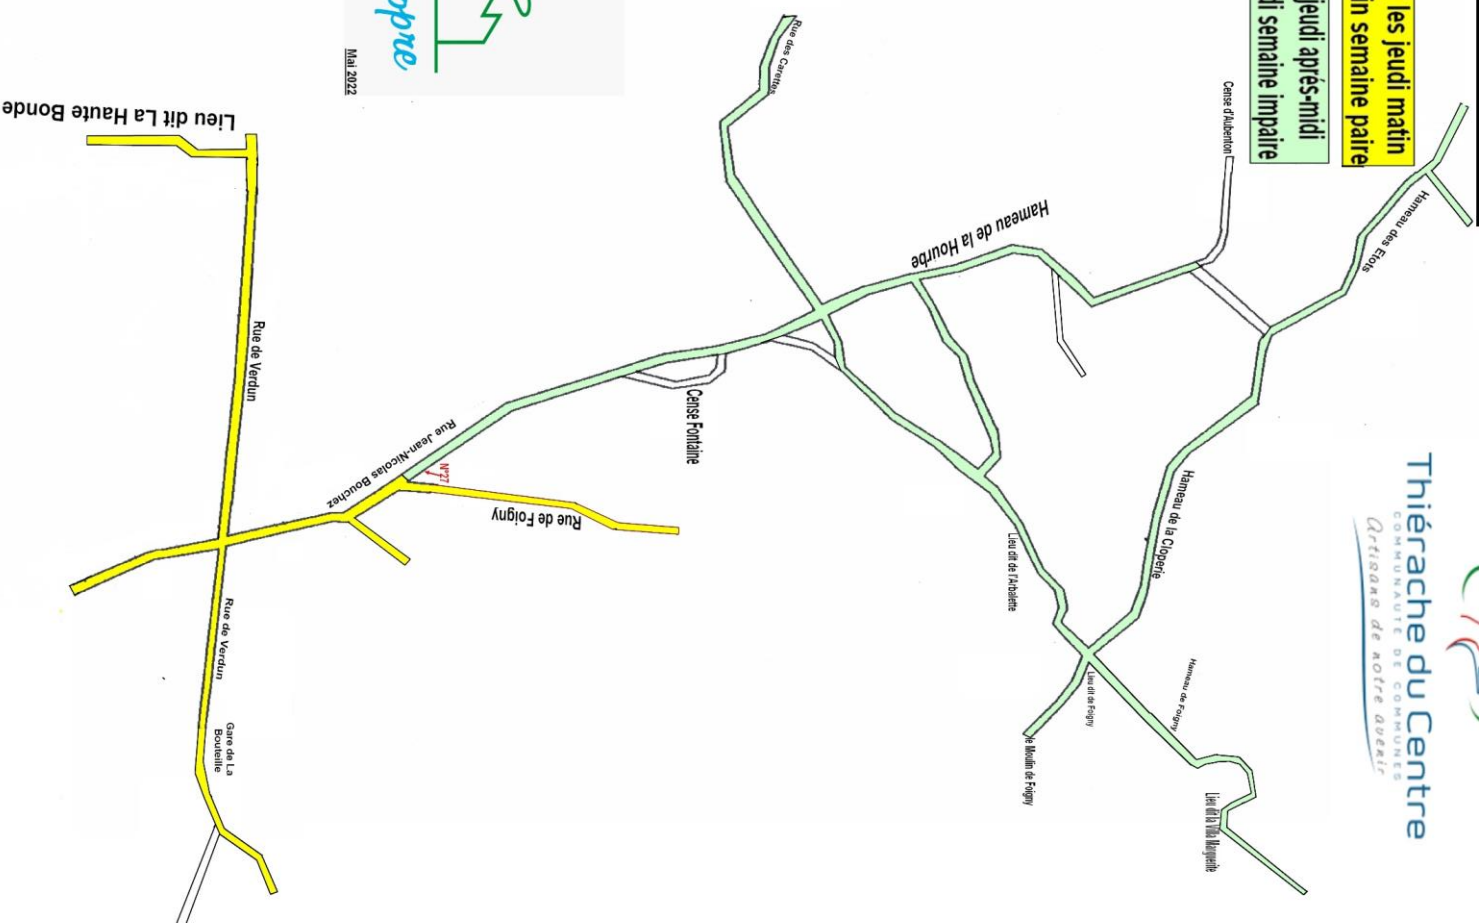 les jeudi matin
semaine paire
jeudi aprés-midi
semaine impaire
Thiérache du Centre
COMMUNAUTÉ DE COMMUNES
Artisans de notre avenir
Mai 2022
Rue des Carettes
Cense d'Aubenton
Hameau des Etots
Hameau de la Hourbe
Lieu dit La Haute Bonde
Rue de Verdun
Cense Fontaine
Rue Jean-Nicolas Bouchez
N°27
Rue de Foigny
Hameau de la Cloperie
Lieu dit de l'Arbalette
Rue de Verdun
Gare de La
Bouteille
Lieu dit de Foigny
Hameau de Foigny
le Moulin de Foigny
Lieu dit la Villa Marguerite